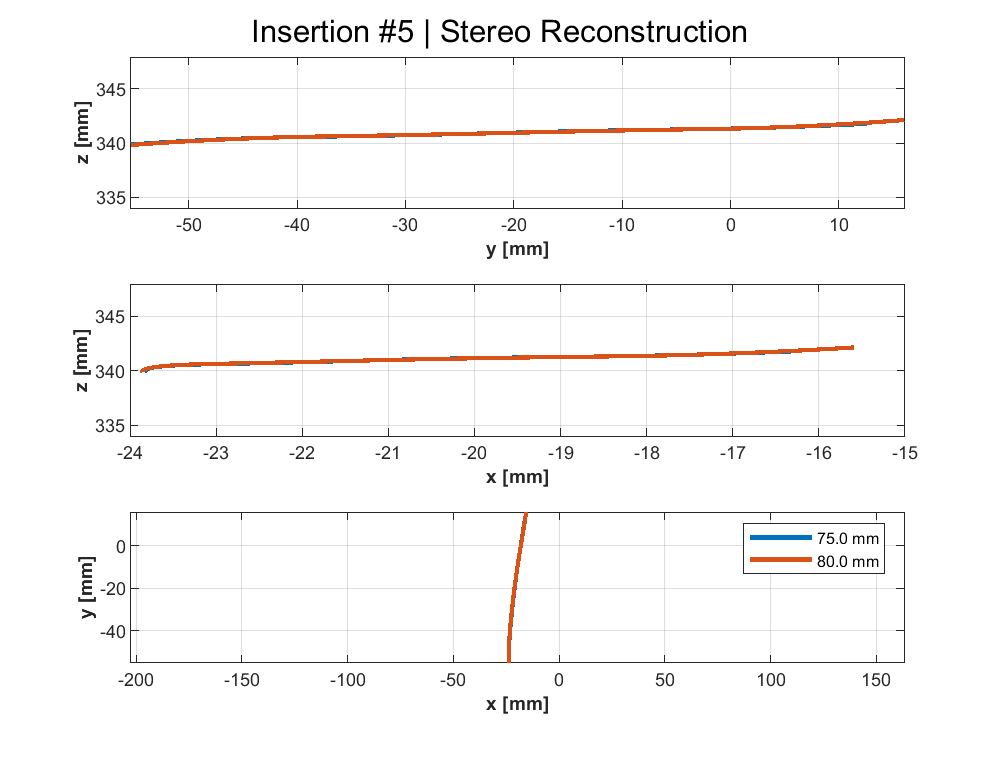 Insertion #5 | Stereo Reconstruction
345
340
335
z [mm]
-50 -40 -30 -20 -10 0 10
y [mm]
345
340
335
z [mm]
-24 -23 -22 -21 -20 -19 -18 -17 -16 -15
x [mm]
0
-20
-40
y [mm]
75.0 mm
80.0 mm
-200 -150 -100 -50 0 50 100 150
x [mm]